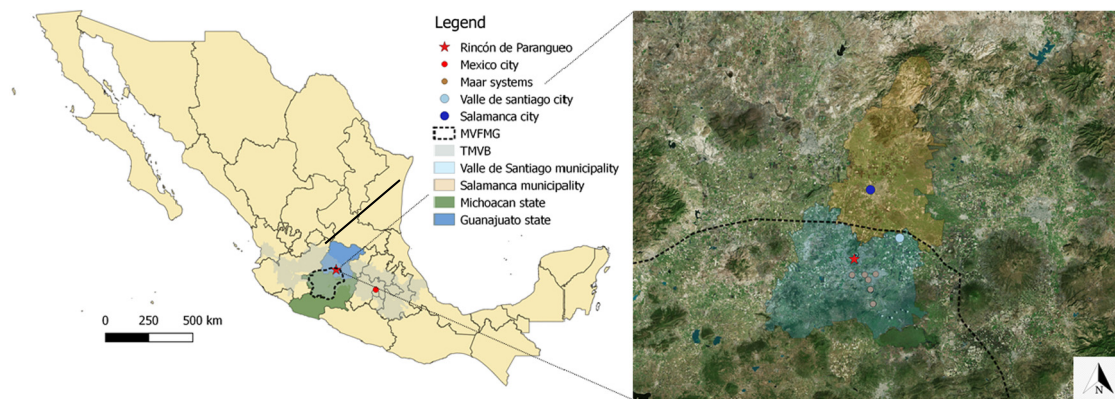 Legend
Rincón de Parangueo
Mexico city
Maar systems
Valle de santiago city
Salamanca city
MVFMG
TMVB
Valle de Santiago municipality
Salamanca municipality
Michoacan state
Guanajuato state
0 250 500 km
N